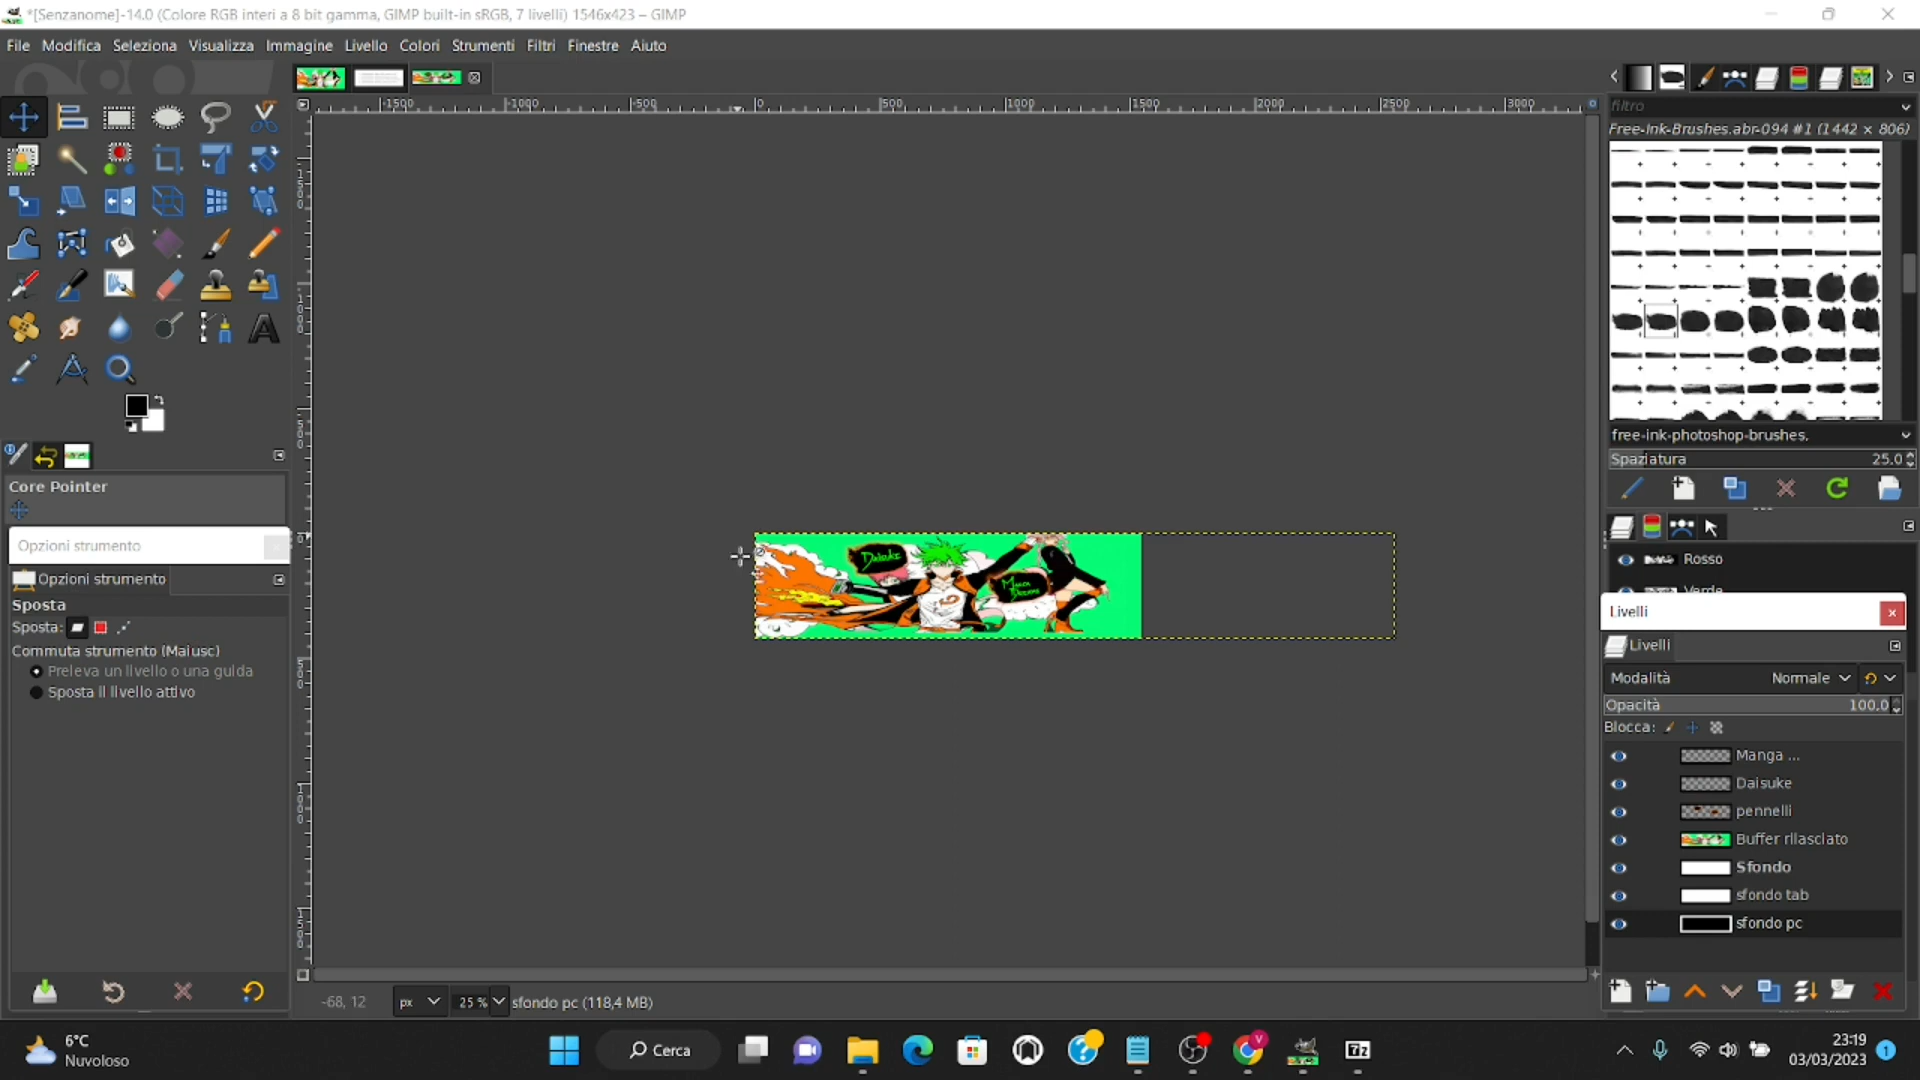 *[Senzanome]-14.0 (Colore RGB interi a 8 bit gamma, GIMP built-in sRGB, 7 livelli) 1546x423 – GIMP
File Modifica Seleziona Visualizza Immagine Livello Colori Strumenti Filtri Finestre Aiuto
-1500 -1000 -500 0 500 1000 1500 2000 2500 3000
filtro
Free-Ink-Brushes.abr-094 #1 (1442 × 806)
free-ink-photoshop-brushes,
Spaziatura 25.0
Core Pointer
Opzioni strumento
Opzioni strumento
Sposta
Sposta:
Commuta strumento (Maiusc)
Preleva un livello o una guida
Sposta il livello attivo
Daisuke
Manga
Dreams
Rosso
Verde
Livelli
Livelli
Modalità Normale
Opacità 100.0
Blocca:
Manga ...
Daisuke
pennelli
Buffer rilasciato
Sfondo
sfondo tab
sfondo pc
-68, 12 px 25 % sfondo pc (118,4 MB)
6°C
Nuvoloso
Cerca
23:19
03/03/2023
1